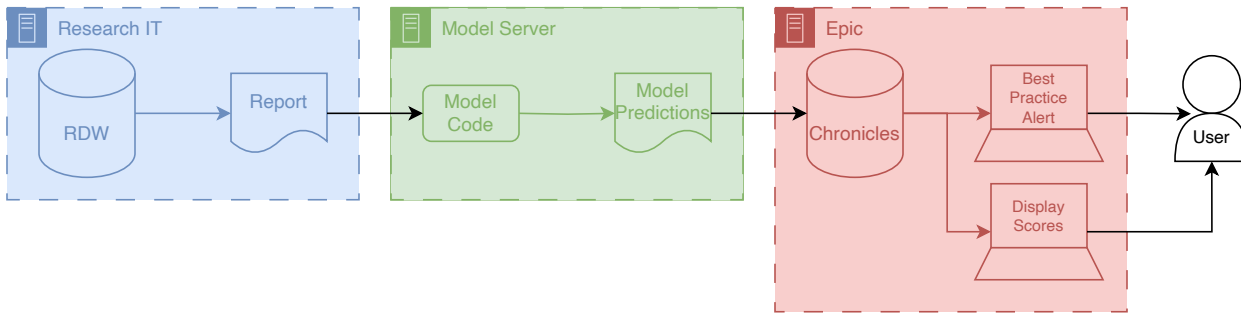 Research IT
RDW
Report
Model Server
Model
Code
Model
Predictions
Epic
Chronicles
Best
Practice
Alert
Display
Scores
User